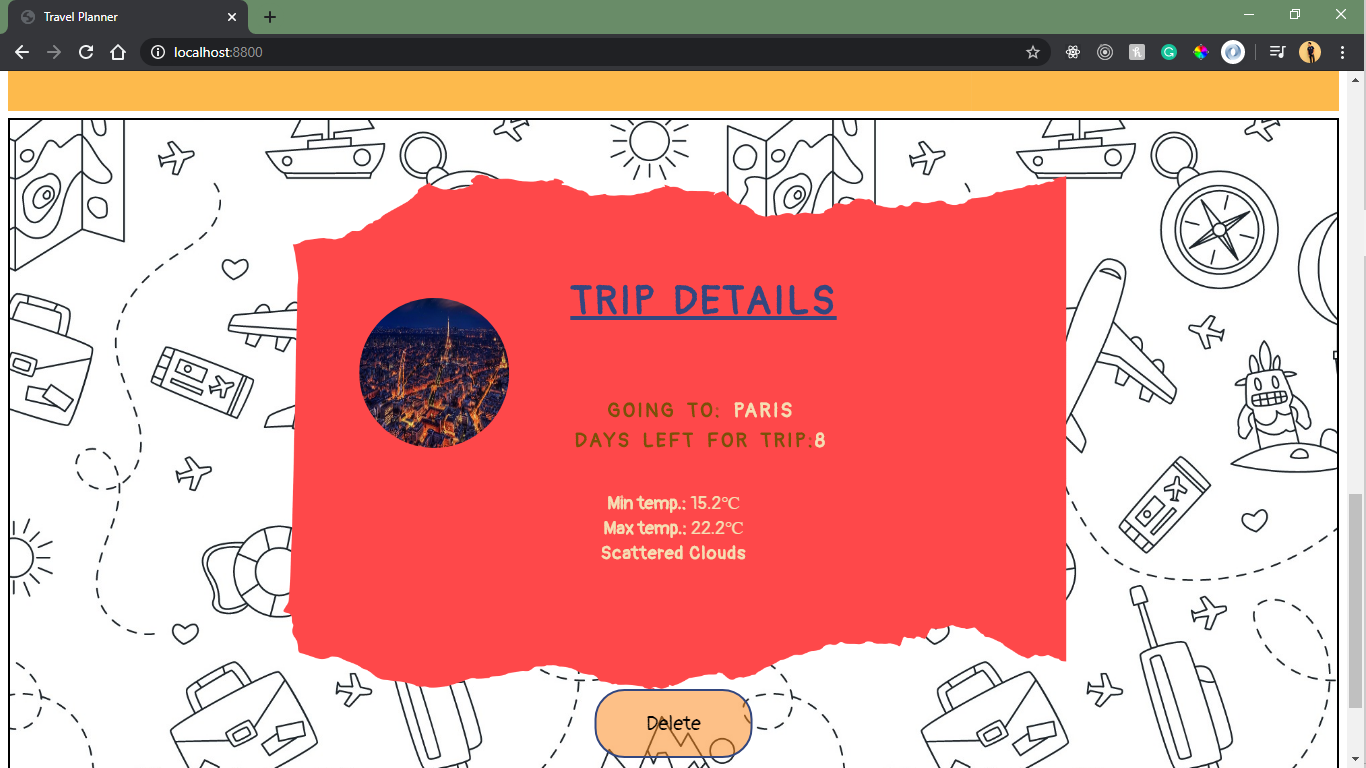 Travel Planner
localhost:8800
TRIP DETAILS
GOING TO: PARIS
DAYS LEFT FOR TRIP:8
Min temp.: 15.2℃
Max temp.: 22.2℃
Scattered Clouds
Delete